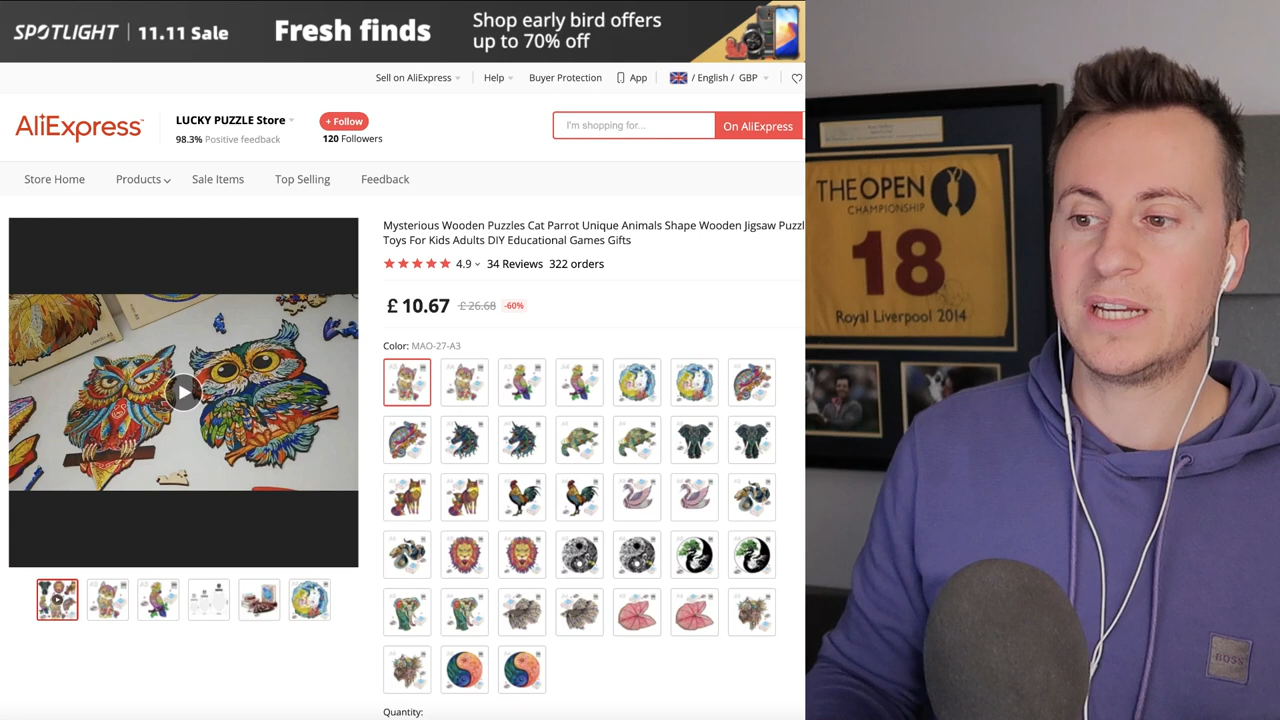 SPOTLIGHT | 11.11 Sale
Fresh finds
Shop early bird offers
up to 70% off
Sell on AliExpress
Help
Buyer Protection
App
/ English / GBP
AliExpress
LUCKY PUZZLE Store
98.3% Positive feedback
+ Follow
120 Followers
I'm shopping for...
On AliExpress
Store Home
Products
Sale Items
Top Selling
Feedback
Mysterious Wooden Puzzles Cat Parrot Unique Animals Shape Wooden Jigsaw Puzzl
Toys For Kids Adults DIY Educational Games Gifts
4.9
34 Reviews
322 orders
£ 10.67
£ 26.68
-60%
Color: MAO-27-A3
Quantity:
THE OPEN
CHAMPIONSHIP
18
Royal Liverpool 2014
BOSS